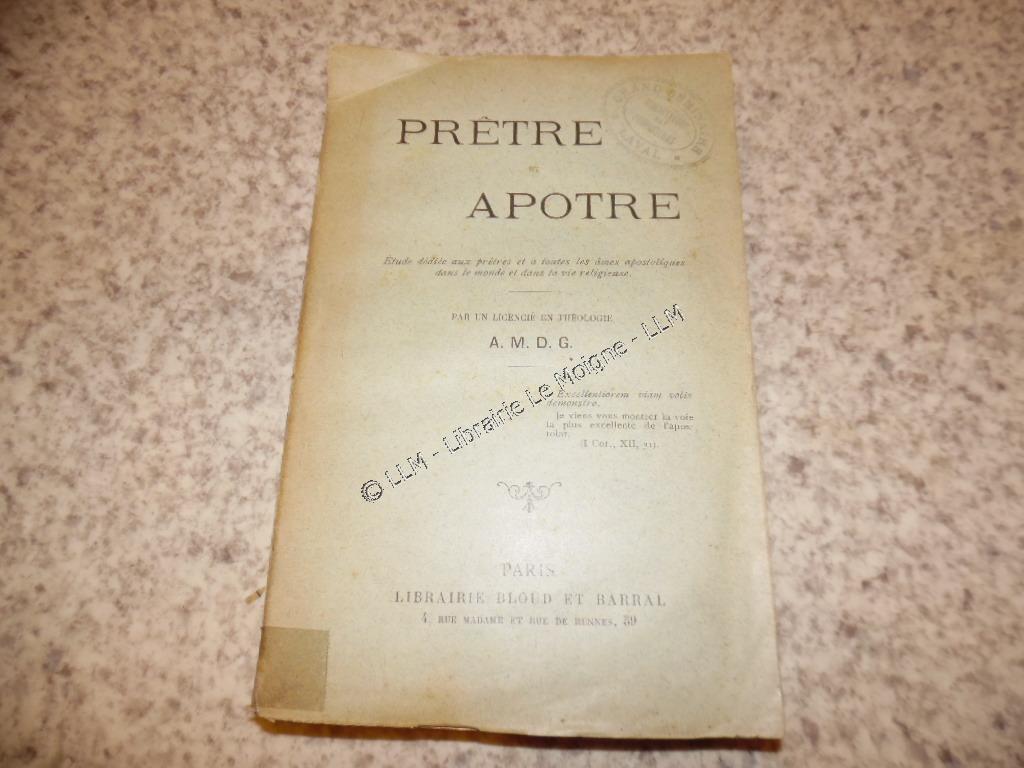 PRÊTRE
ET
APOTRE
GRAND SÉMINAIRE
LAVAL
Étude dédiée aux prêtres et à toutes les âmes apostoliques
dans le monde et dans la vie religieuse.
PAR UN LICENCIÉ EN THÉOLOGIE
A. M. D. G.
Excellentiorem viam vobis
demonstro.
Je viens vous montrer la voie
la plus excellente de l'apos
tolat.
(I Cor., XII, 31).
© LLM - Librairie Le Moigne - LLM
PARIS
LIBRAIRIE BLOUD ET BARRAL
4, RUE MADAME ET RUE DE RENNES, 59